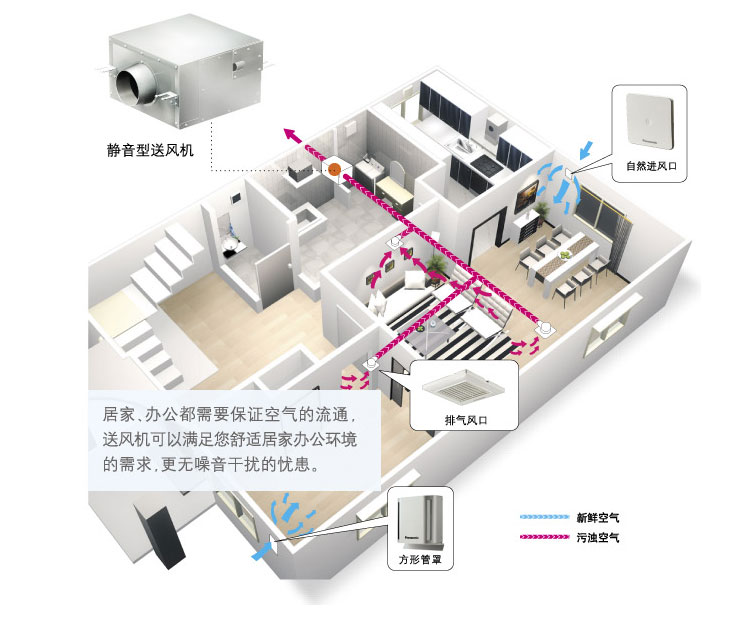 静音型送风机
Panasonic
自然进风口
排气风口
居家、办公都需要保证空气的流通,
送风机可以满足您舒适居家办公环境
的需求,更无噪音干扰的忧患。
Panasonic
方形管罩
新鲜空气
污浊空气